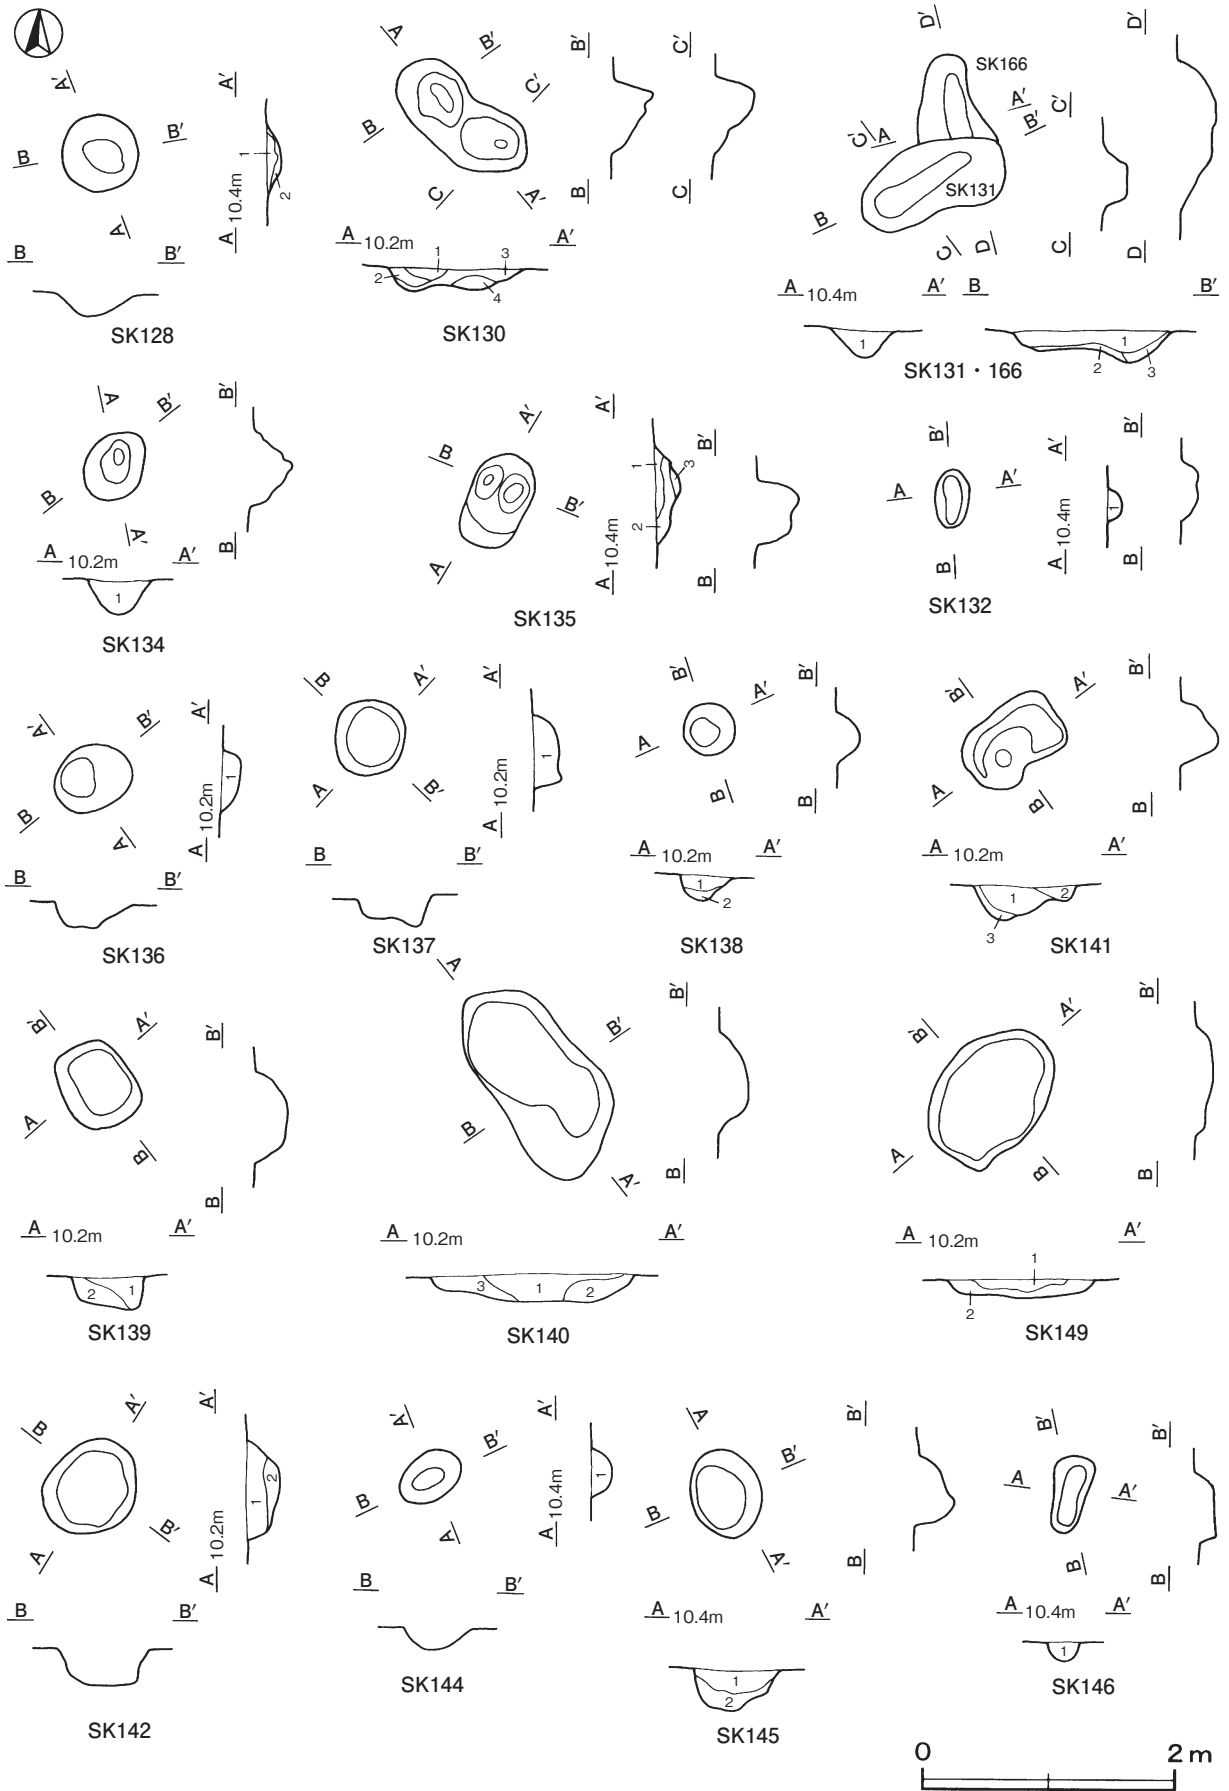 A′
B′
B
A
A′
1
2
A 10.4m
B
B′
SK128
A
B′
C′
B
C
A′
B′
B
C′
C
A 10.2m
A′
1
2
3
4
SK130
D′
SK166
A′
B′
C′
A
SK131
B
C
D
C′
C
D′
D
A 10.4m
A′
B
B′
1
1
2
3
SK131・166
A
B′
B
A′
B′
B
A 10.2m
A′
1
SK134
A′
B
B′
A
A′
1
3
2
A 10.4m
B′
B
SK135
B′
A
A′
B
A′
1
A 10.4m
B′
B
SK132
A′
B′
B
A
A′
1
A 10.2m
B
B′
SK136
B
A′
A
B′
A′
1
A 10.2m
B
B′
SK137
B′
A′
A
B
B′
B
A 10.2m
A′
1
2
SK138
B′
A′
A
B
B′
B
A 10.2m
A′
1
2
3
SK141
B′
A′
A
B
B′
B
A 10.2m
A′
2
1
SK139
A
B′
B
A′
B′
B
A 10.2m
A′
3
1
2
SK140
B′
A′
A
B
B′
B
A 10.2m
A′
1
2
SK149
B
A′
A
B′
A′
2
1
A 10.2m
B
B′
SK142
A′
B′
B
A
A′
1
A 10.4m
B
B′
SK144
A
B′
B
A′
B′
B
A 10.4m
A′
1
2
SK145
B′
A
A′
B
B′
B
A 10.4m
A′
1
SK146
0
2 m